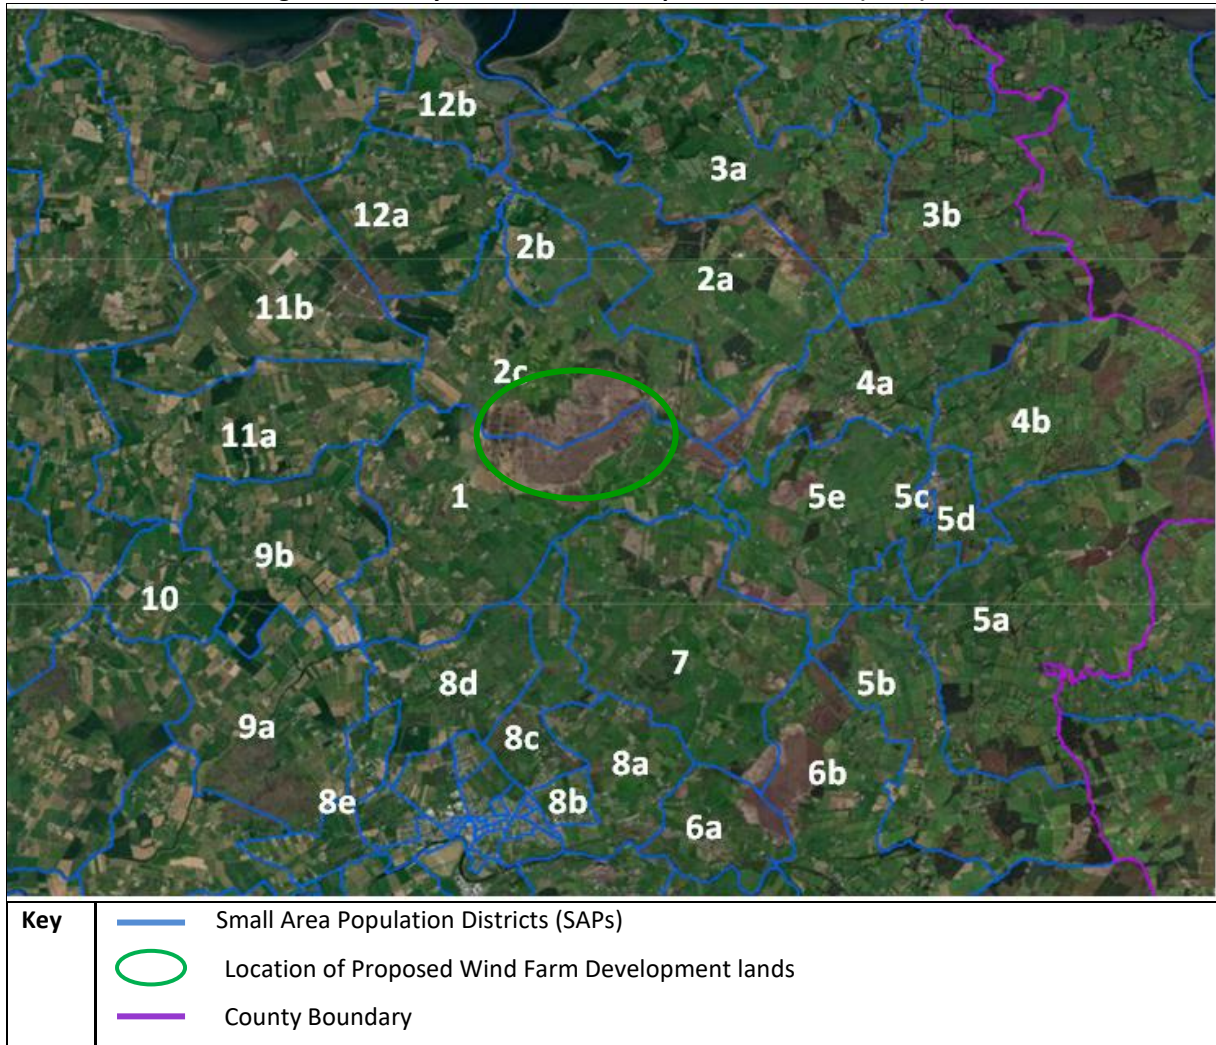 12b
3a
12a
3b
2b
2a
11b
2c
4a
4b
11a
1
5e
5c
5d
9b
10
5a
7
8d
5b
9a
8c
8a
6b
8e
8b
6a
Key
Small Area Population Districts (SAPs)
Location of Proposed Wind Farm Development lands
County Boundary